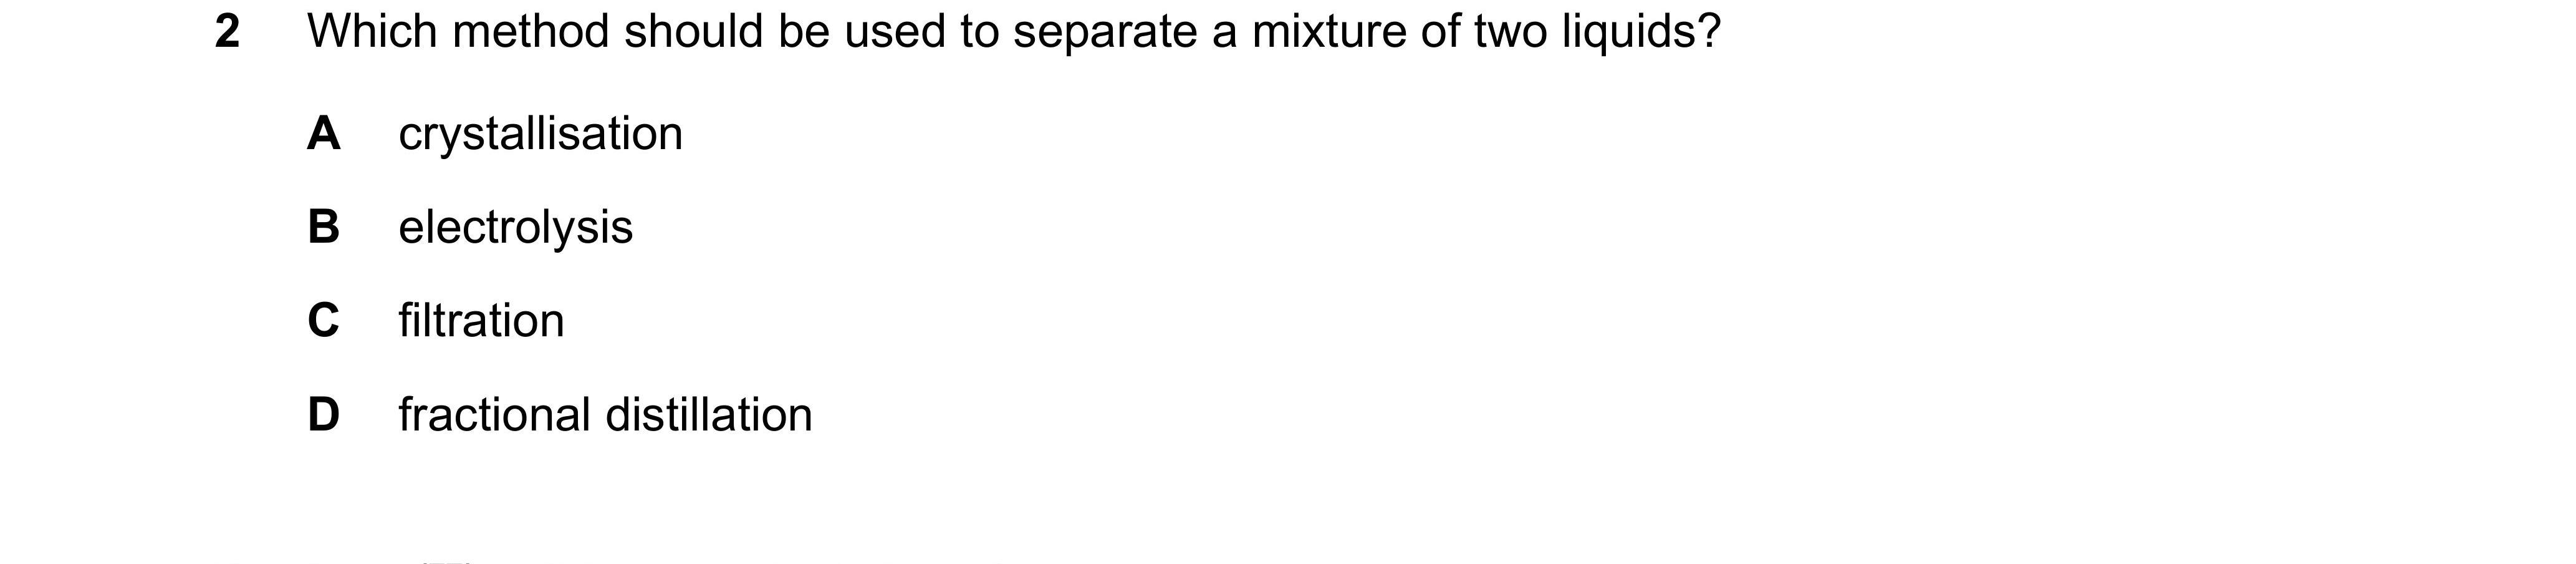 2 Which method should be used to separate a mixture of two liquids?
A crystallisation
B electrolysis
C filtration
D fractional distillation